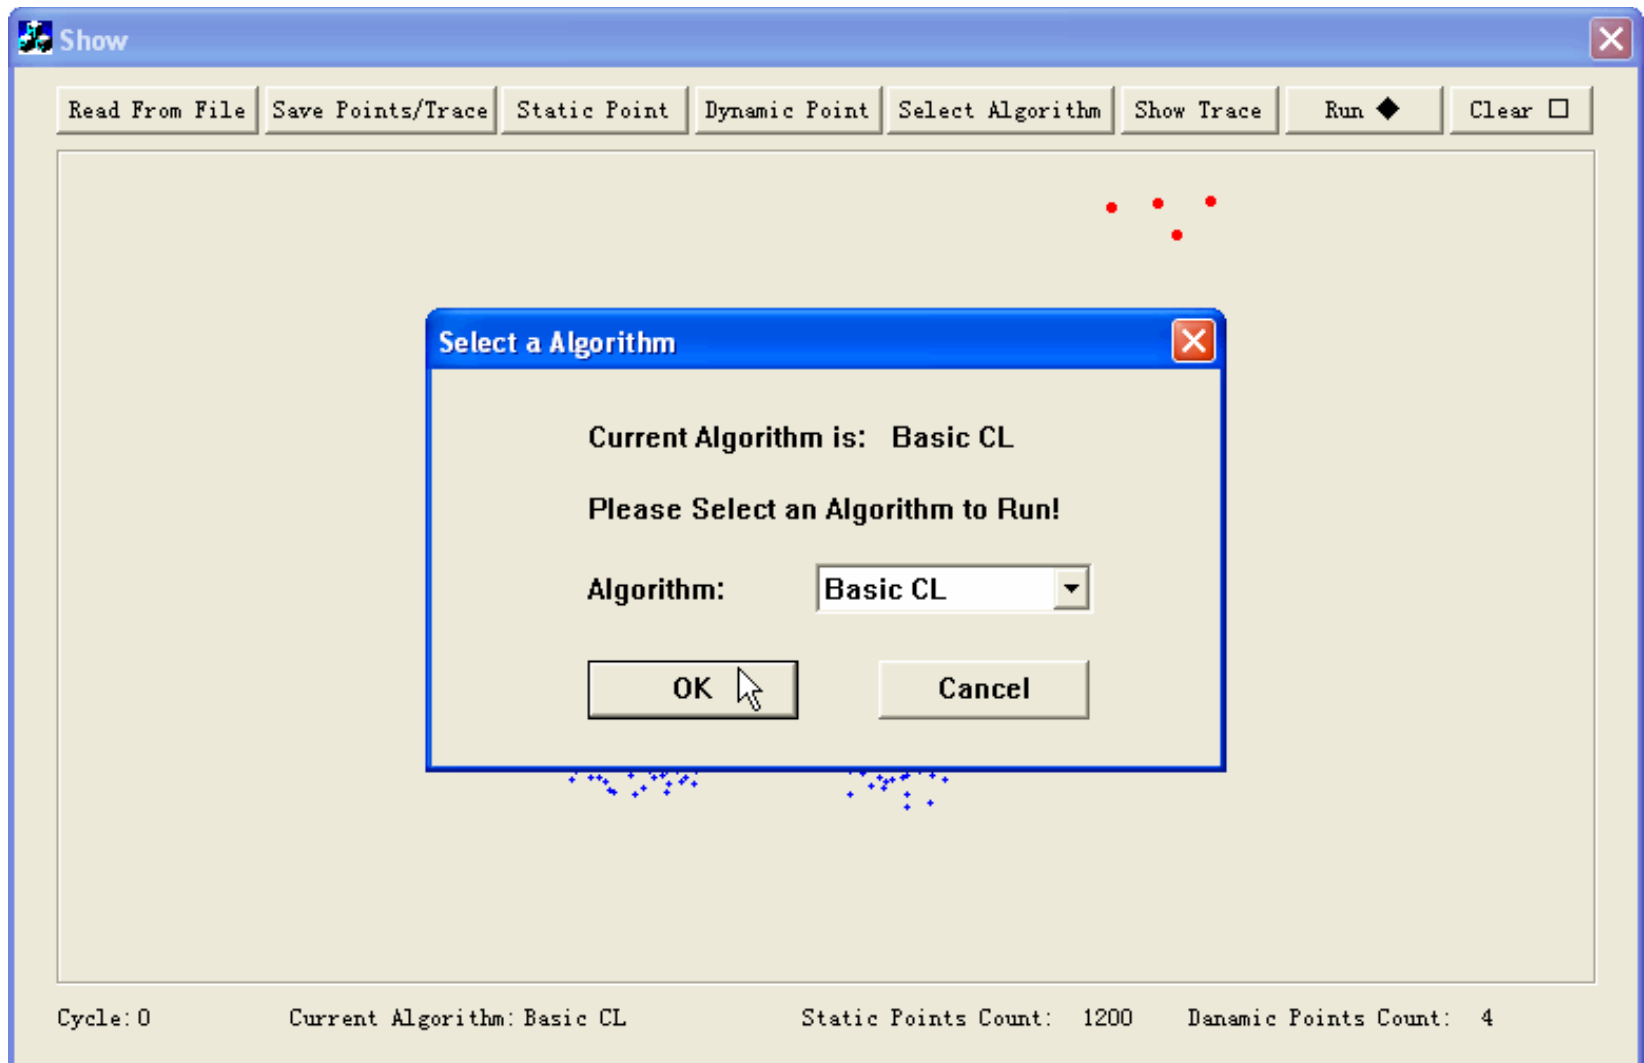 Show
Read From File Save Points/Trace Static Point Dynamic Point Select Algorithm Show Trace Run Clear
Select a Algorithm
Current Algorithm is: Basic CL
Please Select an Algorithm to Run!
Algorithm: Basic CL
OK Cancel
Cycle: 0 Current Algorithm: Basic CL Static Points Count: 1200 Danamic Points Count: 4